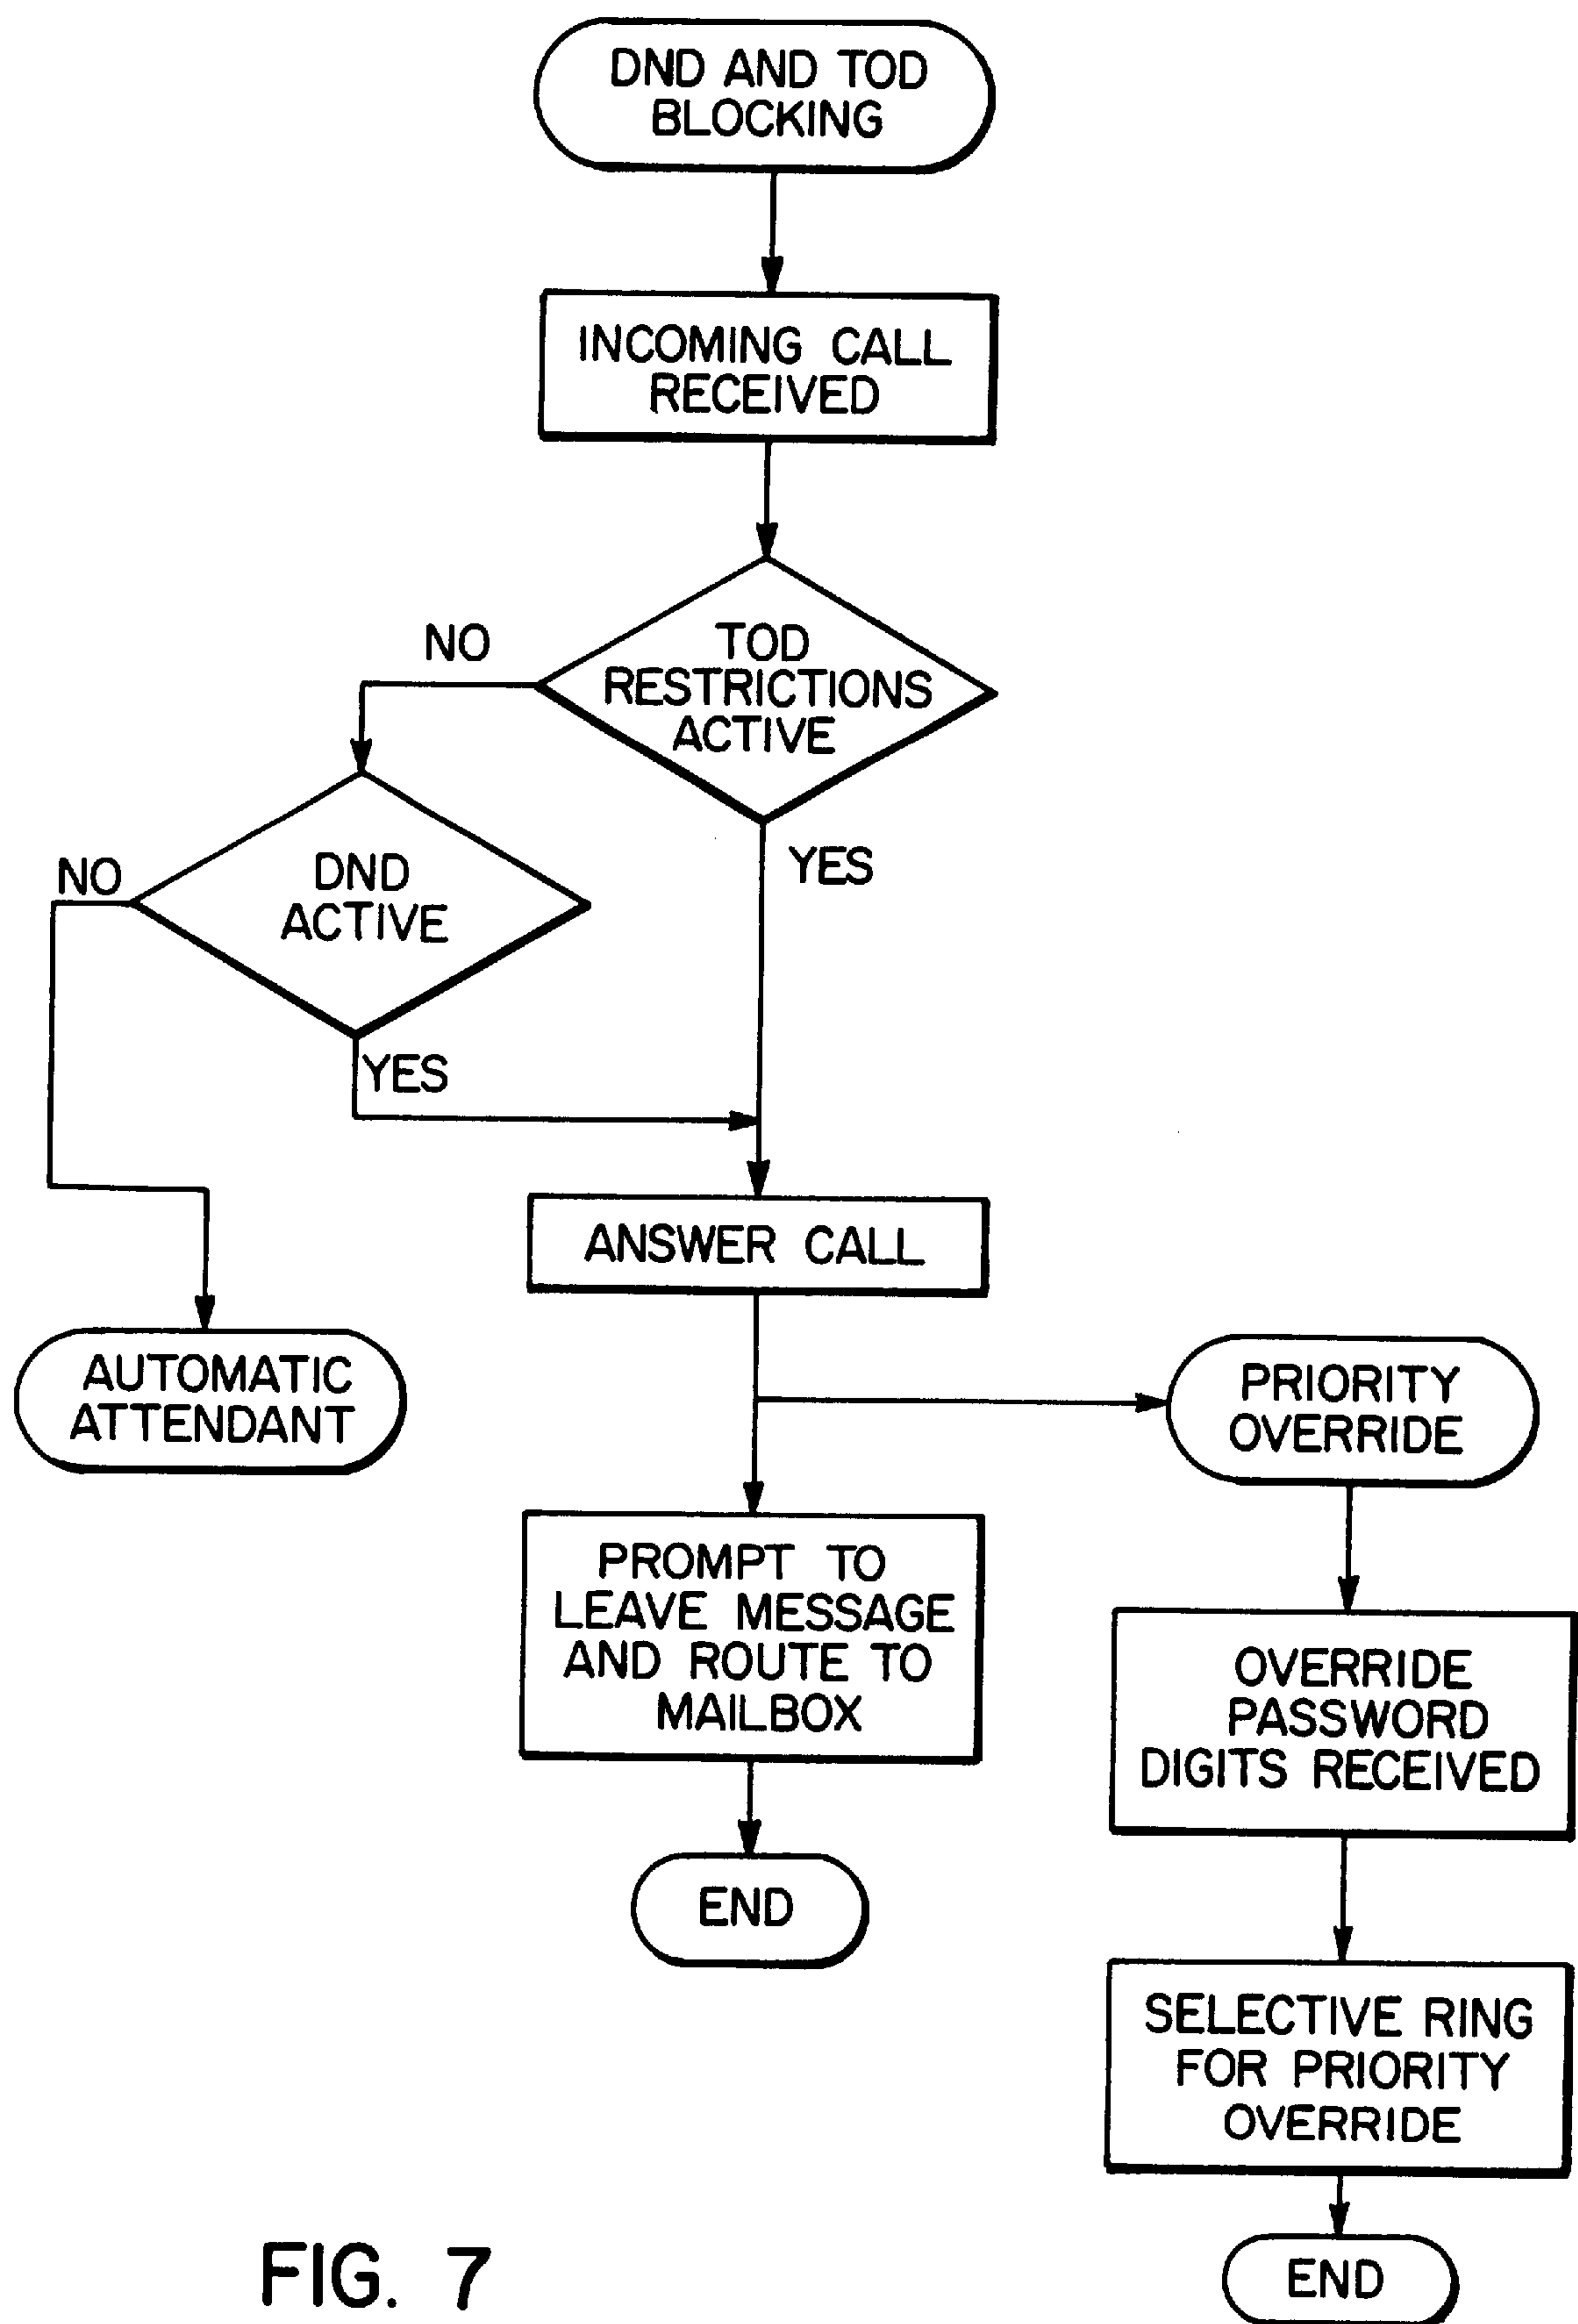 DND AND TOD
BLOCKING
INCOMING CALL
RECEIVED
NO
TOD
RESTRICTIONS
ACTIVE
YES
NO
DND
ACTIVE
YES
ANSWER CALL
AUTOMATIC
ATTENDANT
PRIORITY
OVERRIDE
PROMPT TO
LEAVE MESSAGE
AND ROUTE TO
MAILBOX
OVERRIDE
PASSWORD
DIGITS RECEIVED
END
SELECTIVE RING
FOR PRIORITY
OVERRIDE
END
FIG. 7